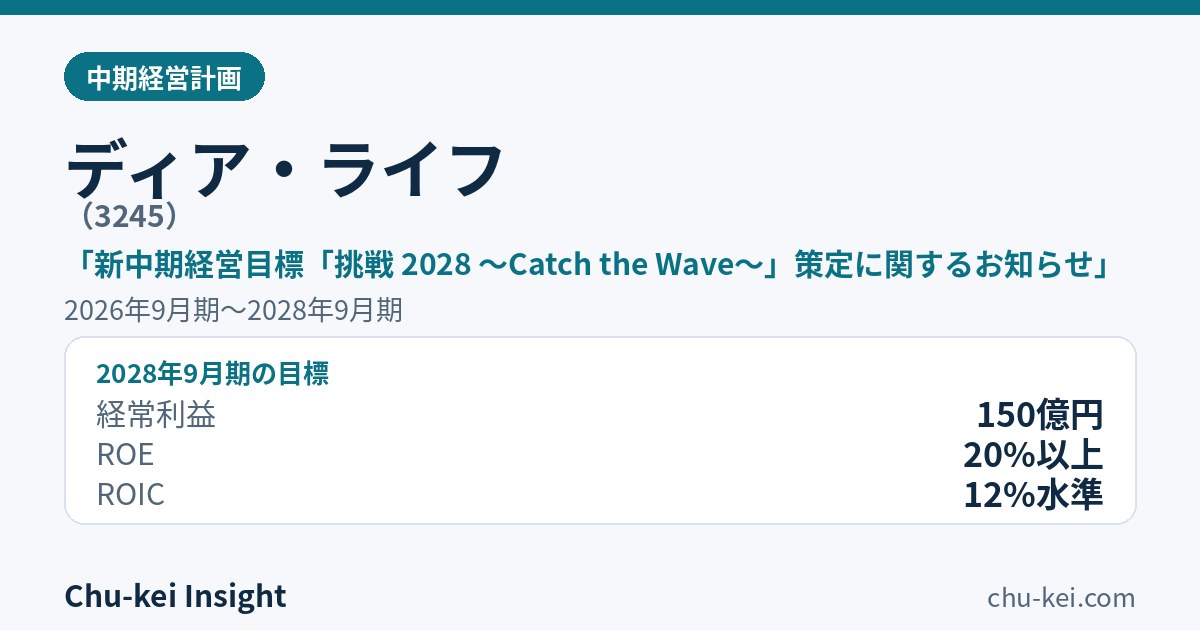 中期経営計画
ディア・ライフ
（3245）
「新中期経営目標「挑戦 2028 〜Catch the Wave〜」策定に関するお知らせ」
2026年9月期〜2028年9月期
2028年9月期の目標
経常利益 150億円
ROE 20%以上
ROIC 12%水準
Chu-kei Insight chu-kei.com